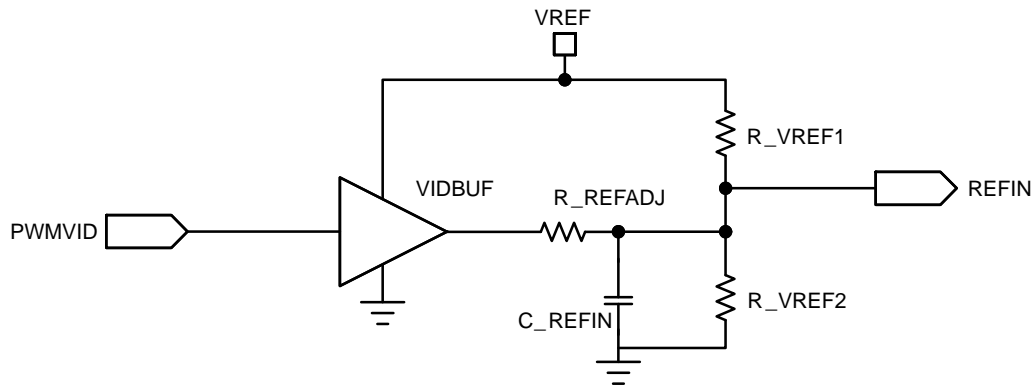 VREF
R_VREF1
VIDBUF
R_REFADJ
REFIN
PWMVID
R_VREF2
C_REFIN